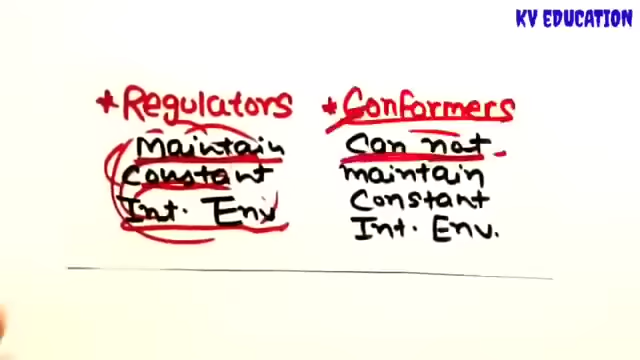 KV EDUCATION
* Regulators
Maintain
Constant
Int. Env
* Conformers
Can not
maintain
Constant
Int. Env.